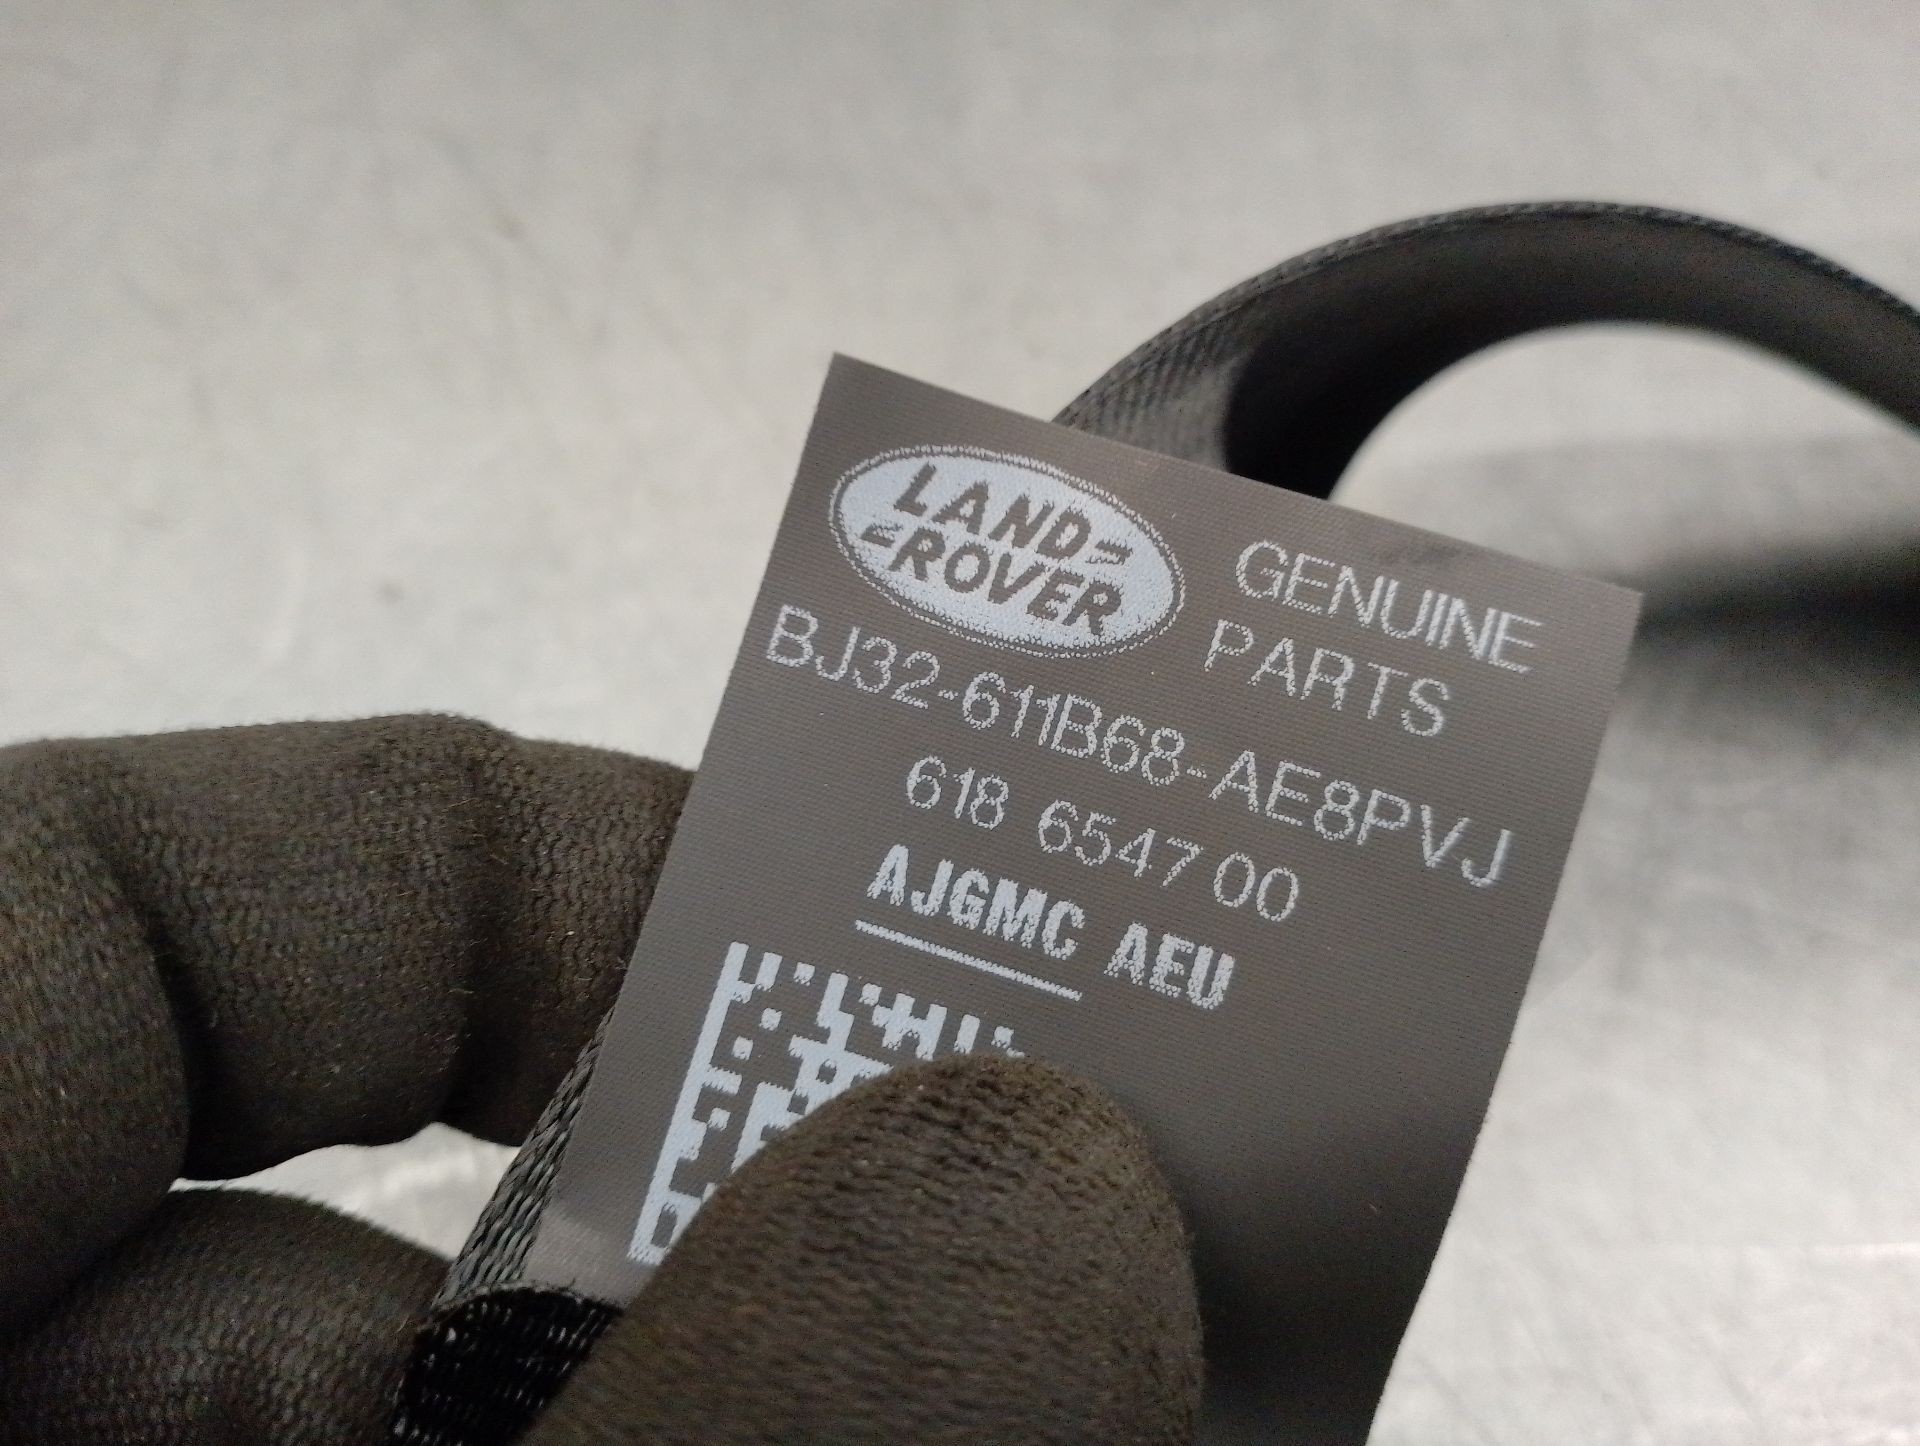 LAND
ROVER
GENUINE
PARTS
BJ32-611B68-AE8PVJ
618 6547 00
AJGMC AEU